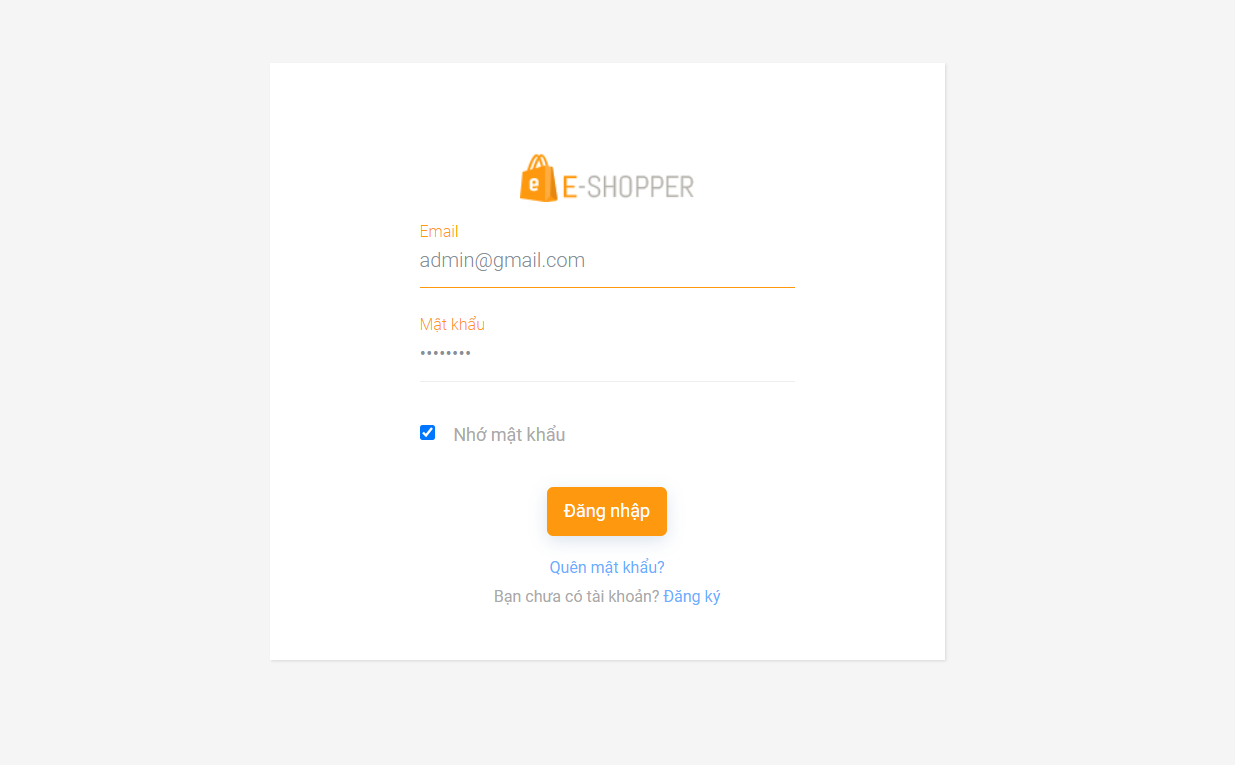 e E-SHOPPER
Email
admin@gmail.com
Mật khẩu
••••••••
Nhớ mật khẩu
Đăng nhập
Quên mật khẩu?
Bạn chưa có tài khoản? Đăng ký